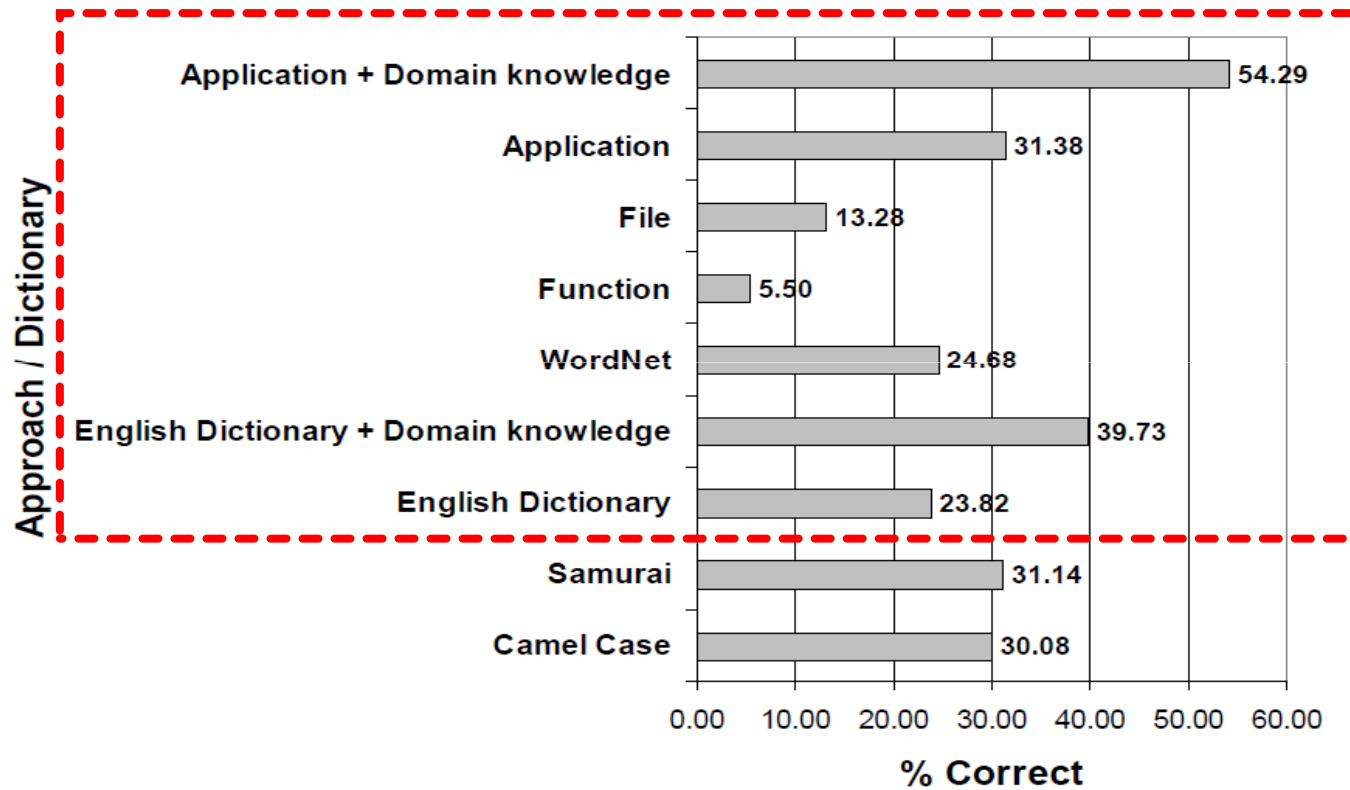 Approach / Dictionary
Application + Domain knowledge 54.29
Application 31.38
File 13.28
Function 5.50
WordNet 24.68
English Dictionary + Domain knowledge 39.73
English Dictionary 23.82
Samurai 31.14
Camel Case 30.08
0.00 10.00 20.00 30.00 40.00 50.00 60.00
% Correct